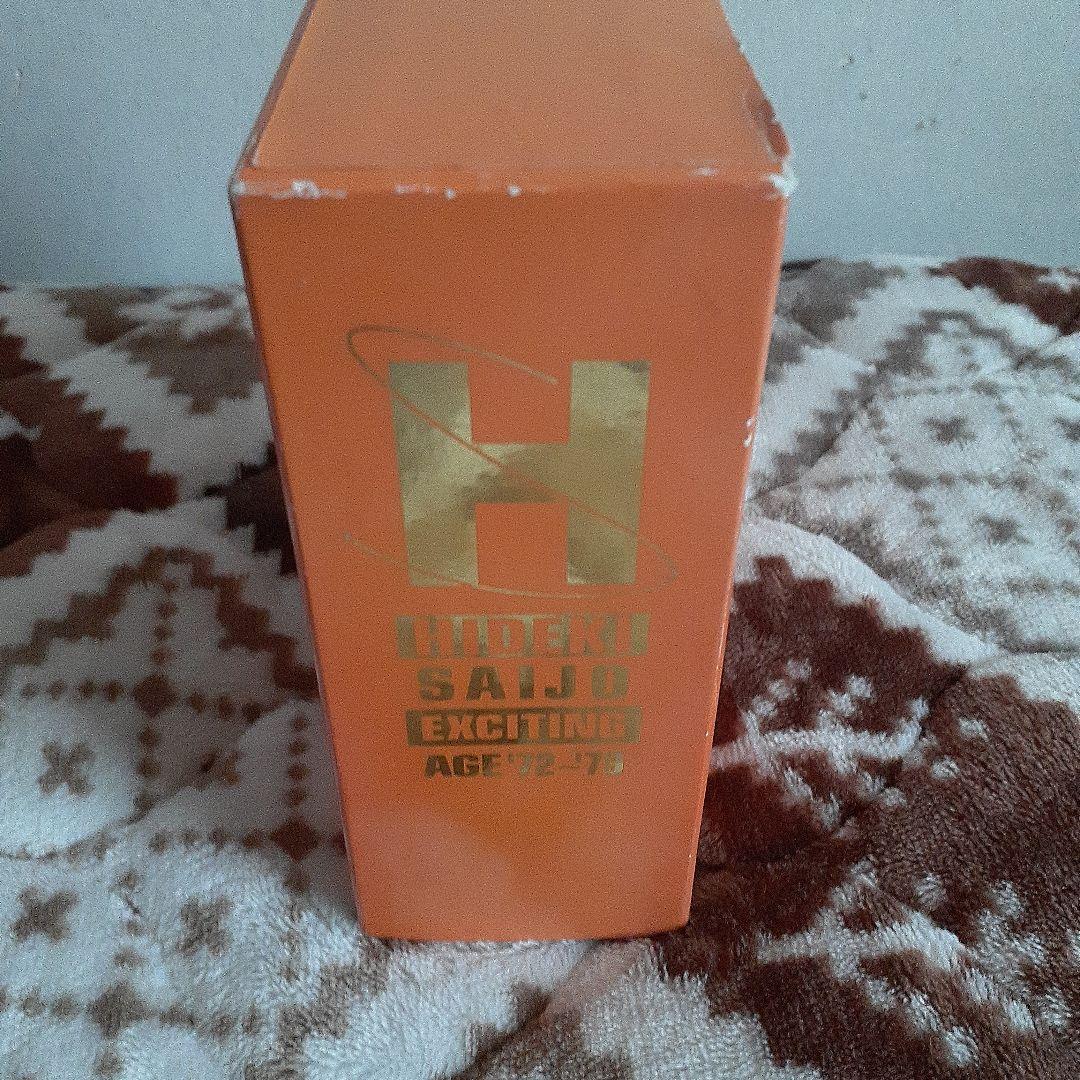 H
HIDEKI
SAIJO
EXCITING
AGE '72~'79